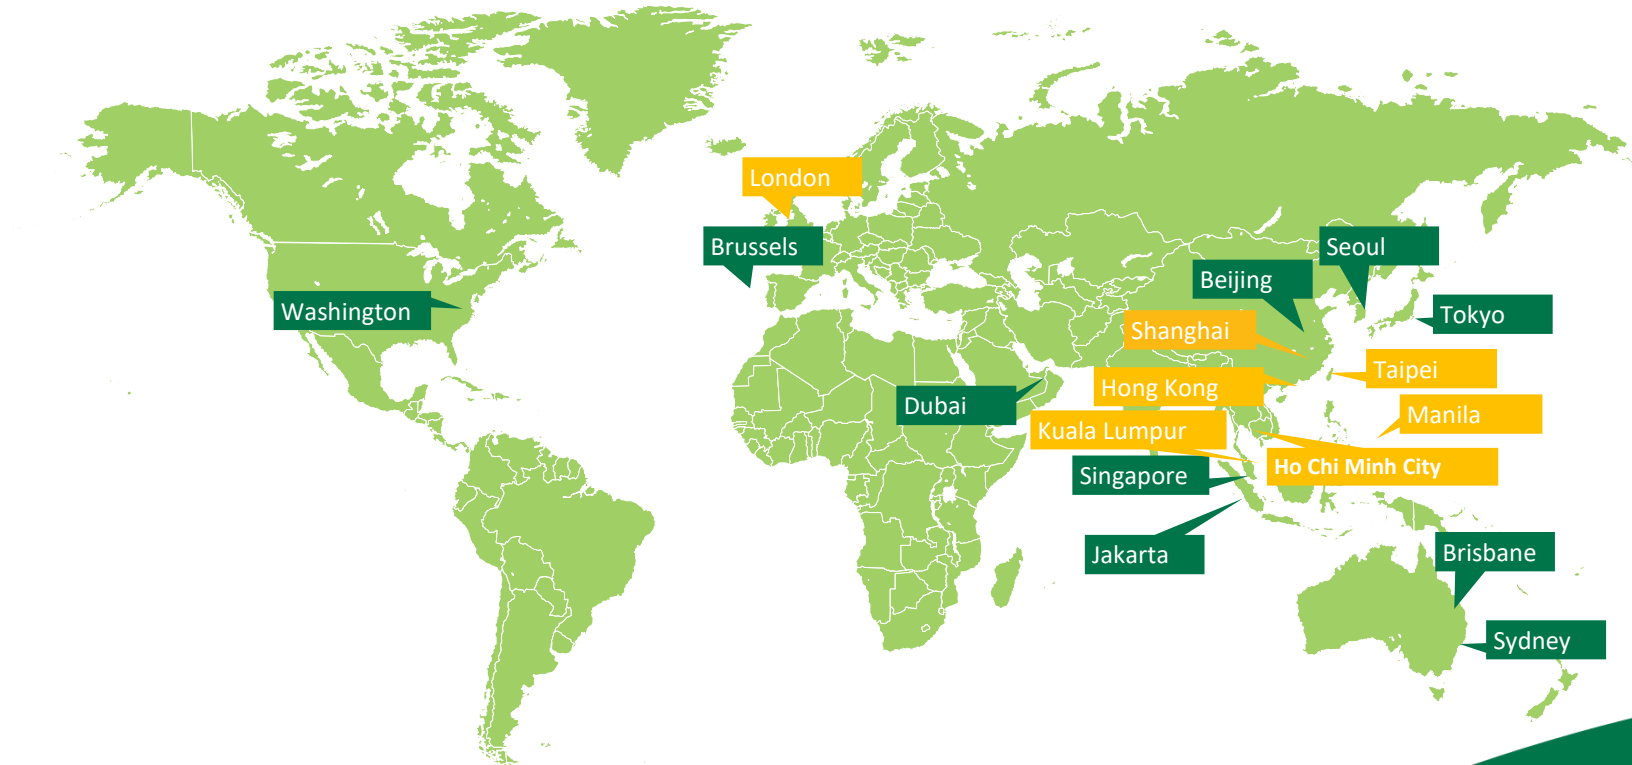 London
Brussels
Seoul
Beijing
Washington
Tokyo
Shanghai
Taipei
Hong Kong
Dubai
Manila
Kuala Lumpur
Ho Chi Minh City
Singapore
Jakarta
Brisbane
Sydney